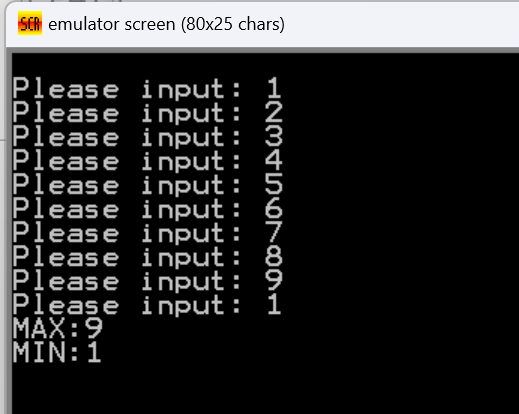 SCR emulator screen (80x25 chars)
Please input: 1
Please input: 2
Please input: 3
Please input: 4
Please input: 5
Please input: 6
Please input: 7
Please input: 8
Please input: 9
Please input: 1
MAX:9
MIN:1